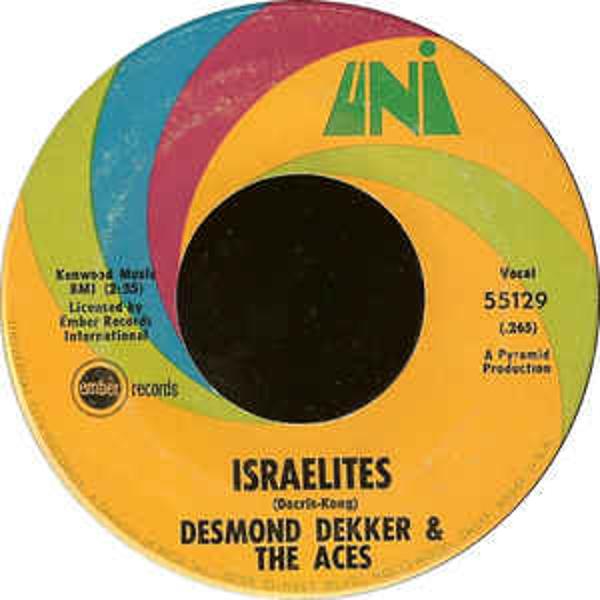 UNi
Kenwood Music
BMI (2:35)
Licensed by
Ember Records
International
ember records
Vocal
55129
(.265)
A Pyramid
Production
ISRAELITES
(Dacris-Kong)
DESMOND DEKKER &
THE ACES